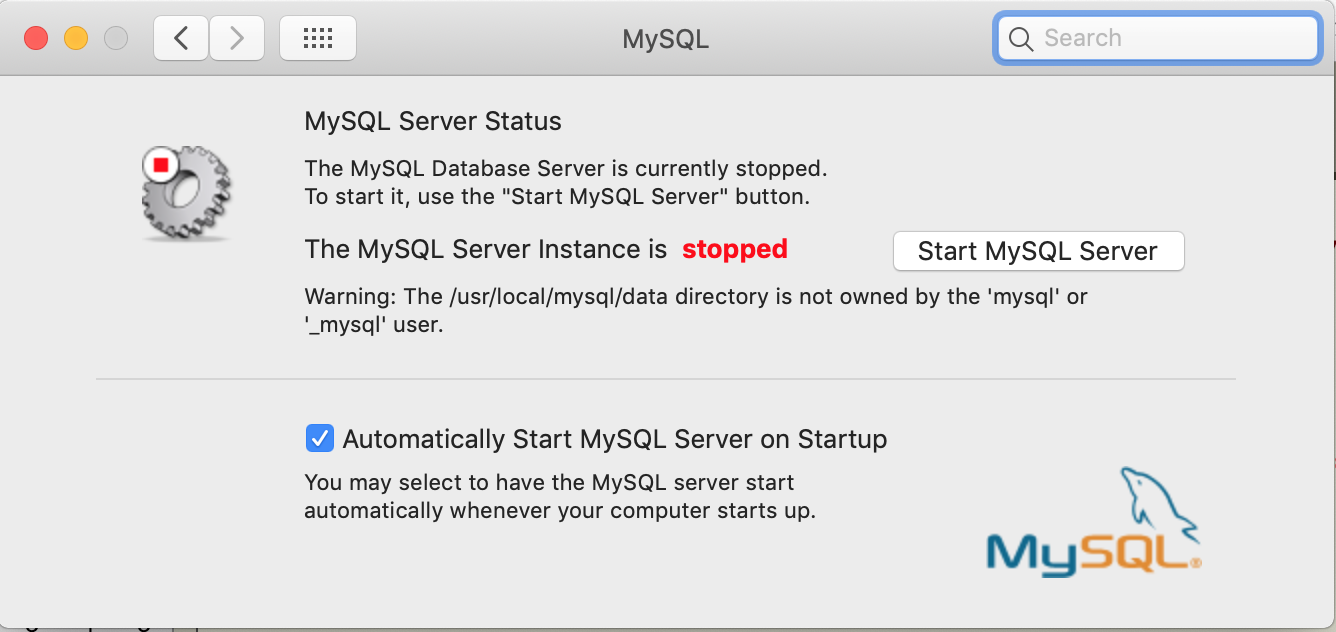 MySQL
Search
MySQL Server Status
The MySQL Database Server is currently stopped.
To start it, use the "Start MySQL Server" button.
The MySQL Server Instance is stopped
Start MySQL Server
Warning: The /usr/local/mysql/data directory is not owned by the 'mysql' or
'_mysql' user.
Automatically Start MySQL Server on Startup
You may select to have the MySQL server start
automatically whenever your computer starts up.
MySQL®